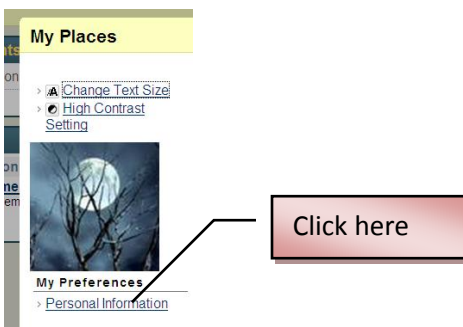 My Places
Change Text Size
High Contrast
Setting
Click here
My Preferences
Personal Information